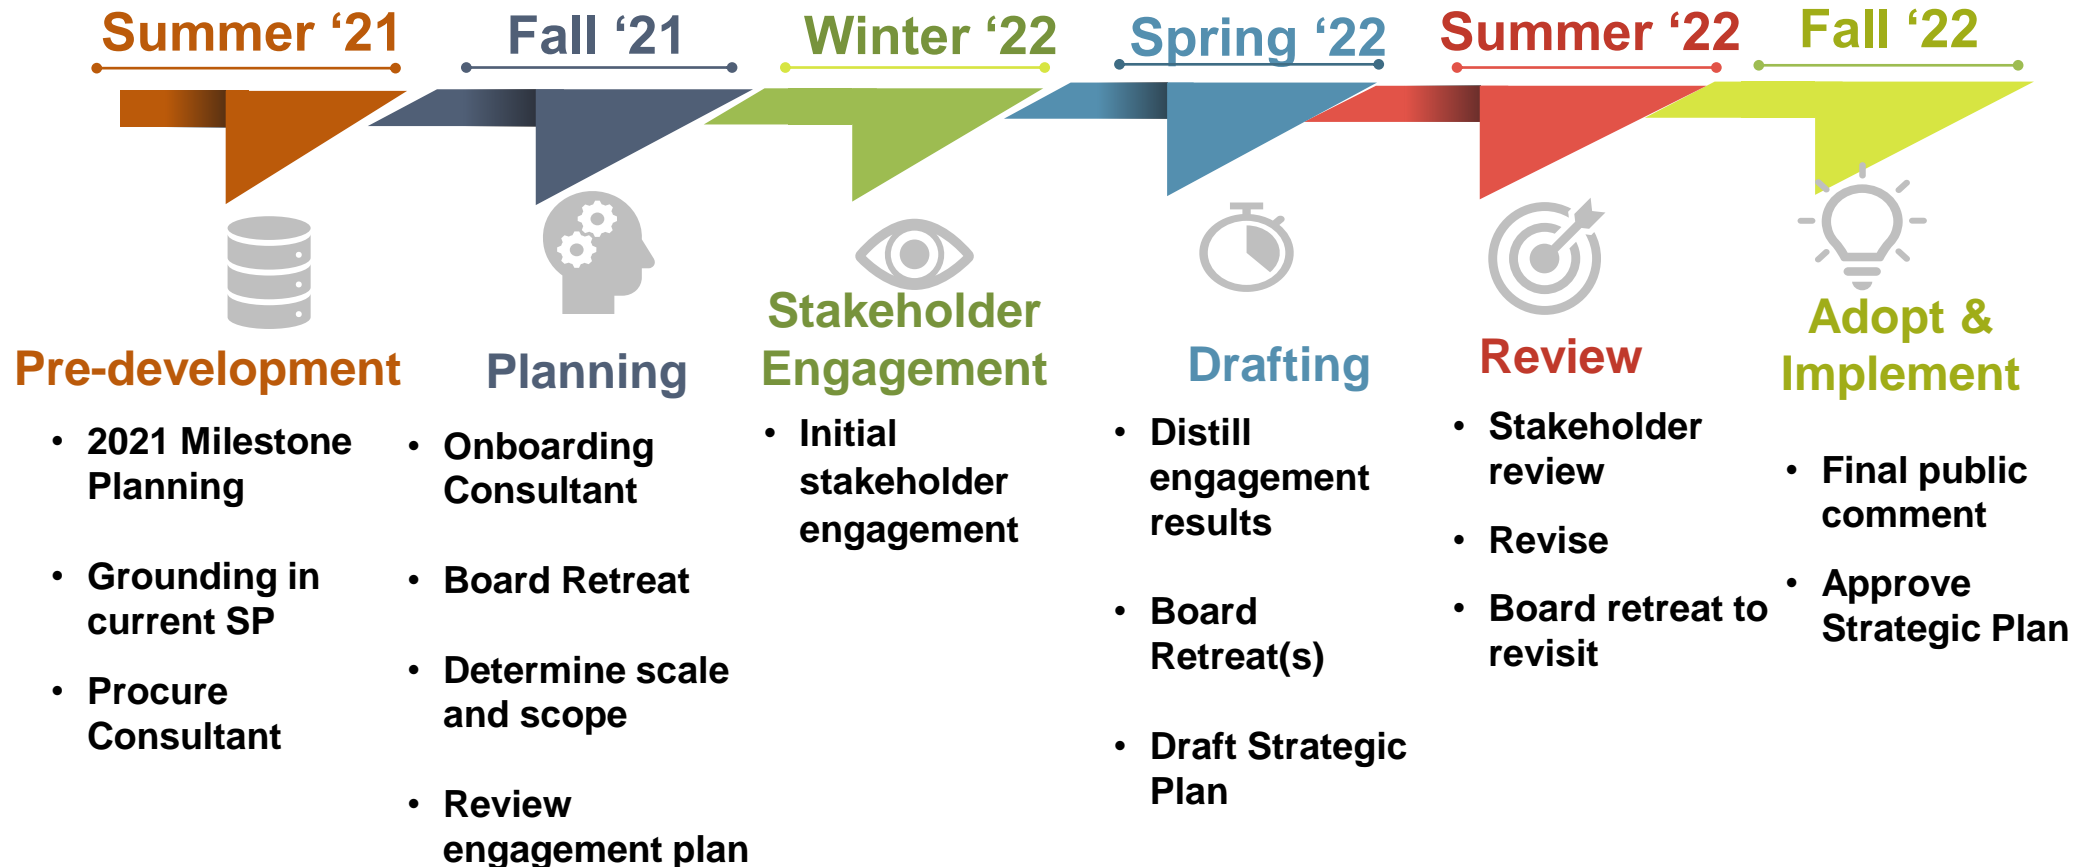 Summer ‘21
Fall ‘21
Winter ‘22
Spring ‘22
Summer ‘22
Fall ‘22
Pre-development
• 2021 Milestone
Planning
• Grounding in
current SP
• Procure
Consultant
Planning
• Onboarding
Consultant
• Board Retreat
• Determine scale
and scope
• Review
engagement plan
Stakeholder
Engagement
• Initial
stakeholder
engagement
Drafting
• Distill
engagement
results
• Board
Retreat(s)
• Draft Strategic
Plan
Review
• Stakeholder
review
• Revise
• Board retreat to
revisit
Adopt &
Implement
• Final public
comment
• Approve
Strategic Plan